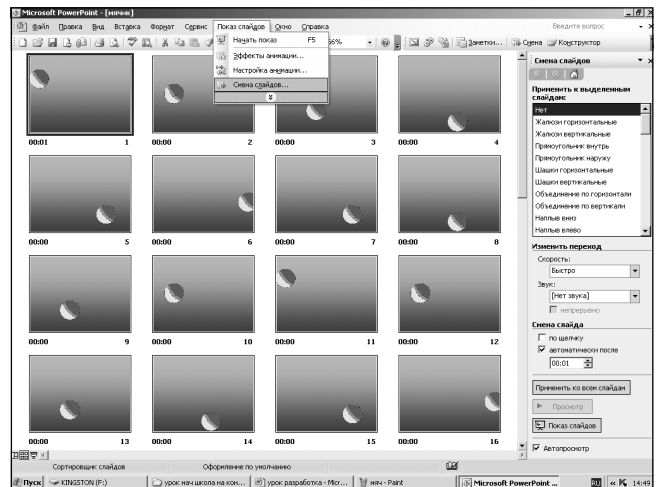 Microsoft PowerPoint - [мячик]
Файл Правка Вид Вставка Формат Сервис Показ слайдов Окно Справка
Введите вопрос
Начать показ F5
66%
Заметки... Смена Конструктор
Эффекты анимации...
Настройка анимации...
Смена слайдов...
Смена слайдов
Применить к выделенным слайдам:
Нет
Жалюзи горизонтальные
Жалюзи вертикальные
Прямоугольник внутрь
Прямоугольник наружу
Шашки горизонтальные
Шашки вертикальные
Объединение по горизонтали
Объединение по вертикали
Наплыв вниз
Наплыв влево
Изменить переход
Скорость:
Быстро
Звук:
[Нет звука]
непрерывно
Смена слайда
по щелчку
автоматически после
00:01
Применить ко всем слайдам
Просмотр
Показ слайдов
Автопросмотр
00:01 1 00:00 2 00:00 3 00:00 4
00:00 5 00:00 6 00:00 7 00:00 8
00:00 9 00:00 10 00:00 11 00:00 12
00:00 13 00:00 14 00:00 15 00:00 16
Сортировщик слайдов Оформление по умолчанию
Пуск KINGSTON (F:) урок нач школа на кон... урок разработка - Micr... мяч - Paint Microsoft PowerPoint ... RU « 14:49